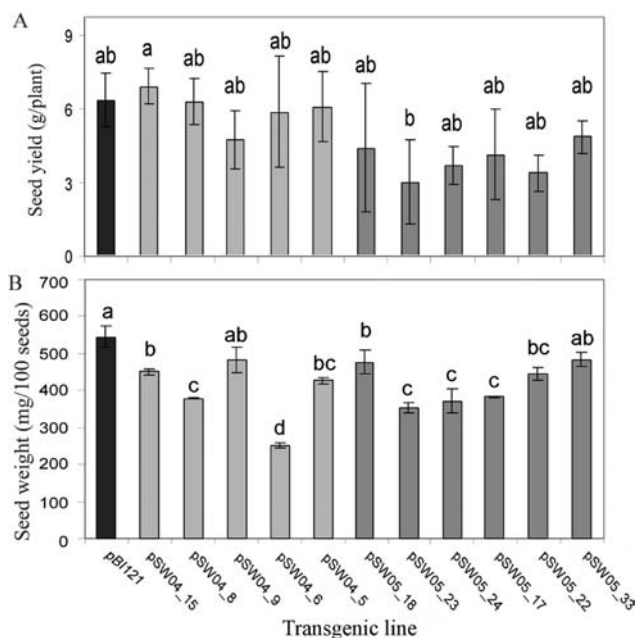 A
Seed yield (g/plant)
9
6
3
0
ab
a
ab
ab
ab
ab
ab
b
ab
ab
ab
ab
B
Seed weight (mg/100 seeds)
700
600
500
400
300
200
100
0
a
b
c
ab
d
bc
b
c
c
c
bc
ab
pBI121
pSW04_15
pSW04_8
pSW04_9
pSW04_6
pSW04_5
pSW05_18
pSW05_23
pSW05_24
pSW05_17
pSW05_22
pSW05_33
Transgenic line